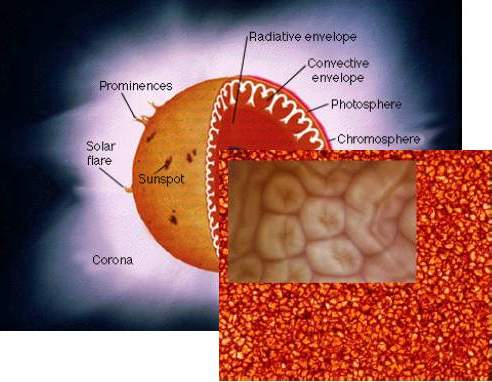 Radiative envelope
Convective
envelope
Prominences
Photosphere
Chromosphere
Solar
flare
Sunspot
Corona